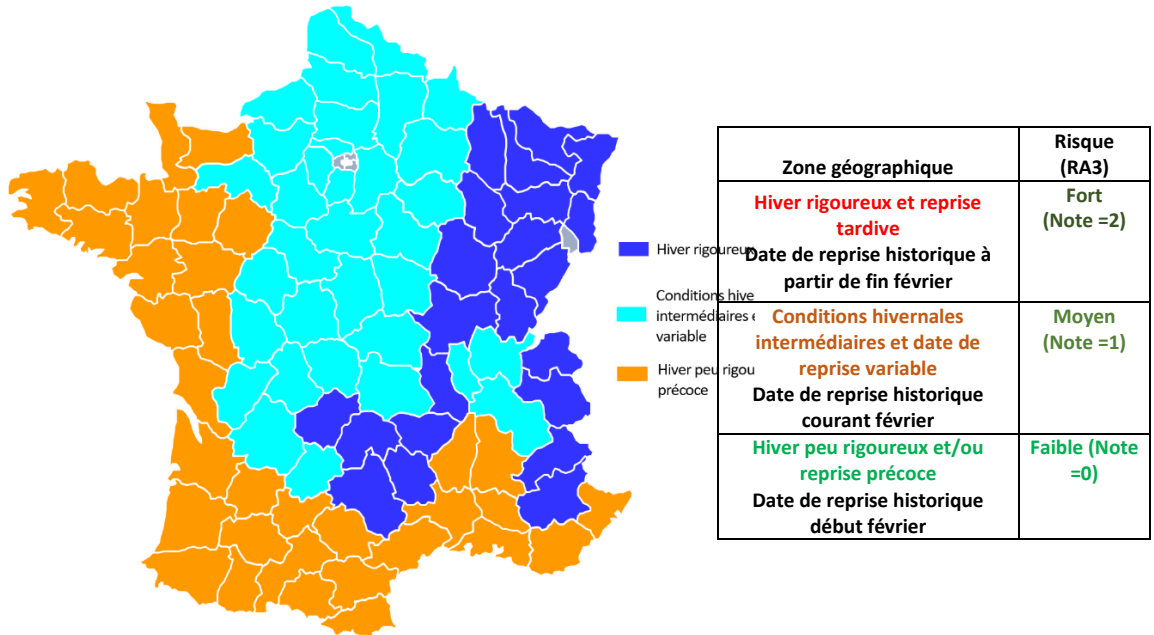 Hiver rigoureux
Conditions hive
intermédiaires e
variable
Hiver peu rigou
précoce
Zone géographique
Risque
(RA3)
Hiver rigoureux et reprise
tardive
Date de reprise historique à
partir de fin février
Fort
(Note =2)
Conditions hivernales
intermédiaires et date de
reprise variable
Date de reprise historique
courant février
Moyen
(Note =1)
Hiver peu rigoureux et/ou
reprise précoce
Date de reprise historique
début février
Faible (Note
=0)